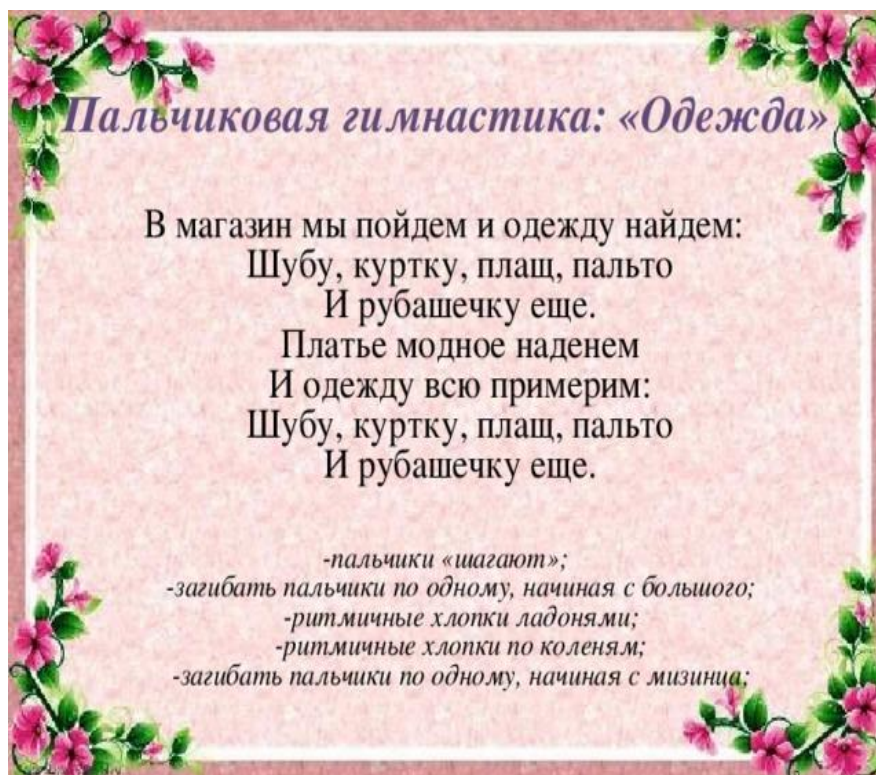 Пальчиковая гимнастика: «Одежда»
В магазин мы пойдем и одежду найдем:
Шубу, куртку, плащ, пальто
И рубашечку еще.
Платье модное наденем
И одежду всю примерим:
Шубу, куртку, плащ, пальто
И рубашечку еще.
-пальчики «шагают»;
-загибать пальчики по одному, начиная с большого;
-ритмичные хлопки ладонями;
-ритмичные хлопки по коленям;
-загибать пальчики по одному, начиная с мизинца;